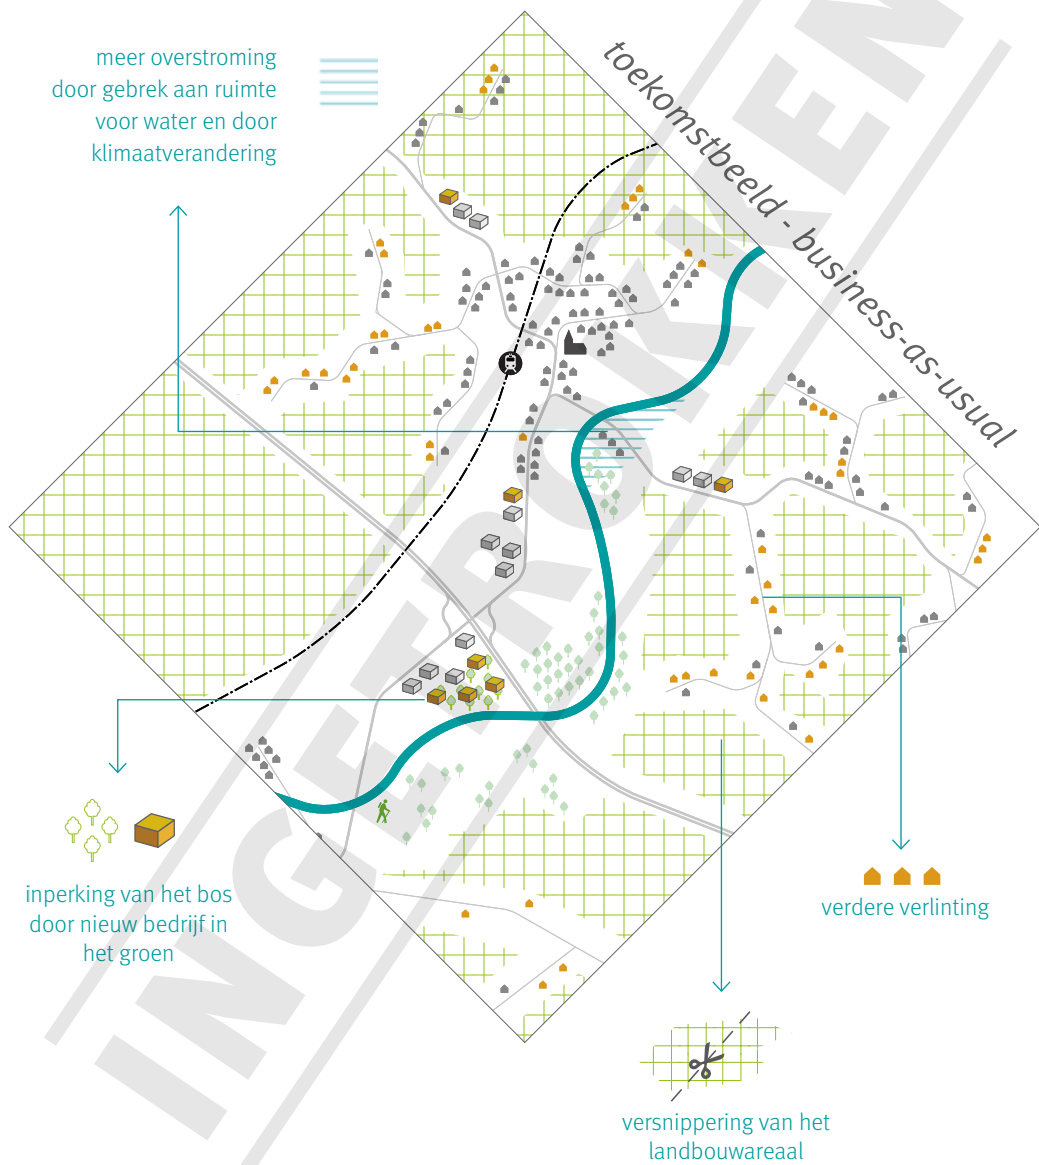 meer overstroming
door gebrek aan ruimte
voor water en door
klimaatverandering
toekomstbeeld - business-as-usual
INGETROKKEN
inperking van het bos
door nieuw bedrijf in
het groen
verdere verlinting
versnippering van het
landbouwareaal